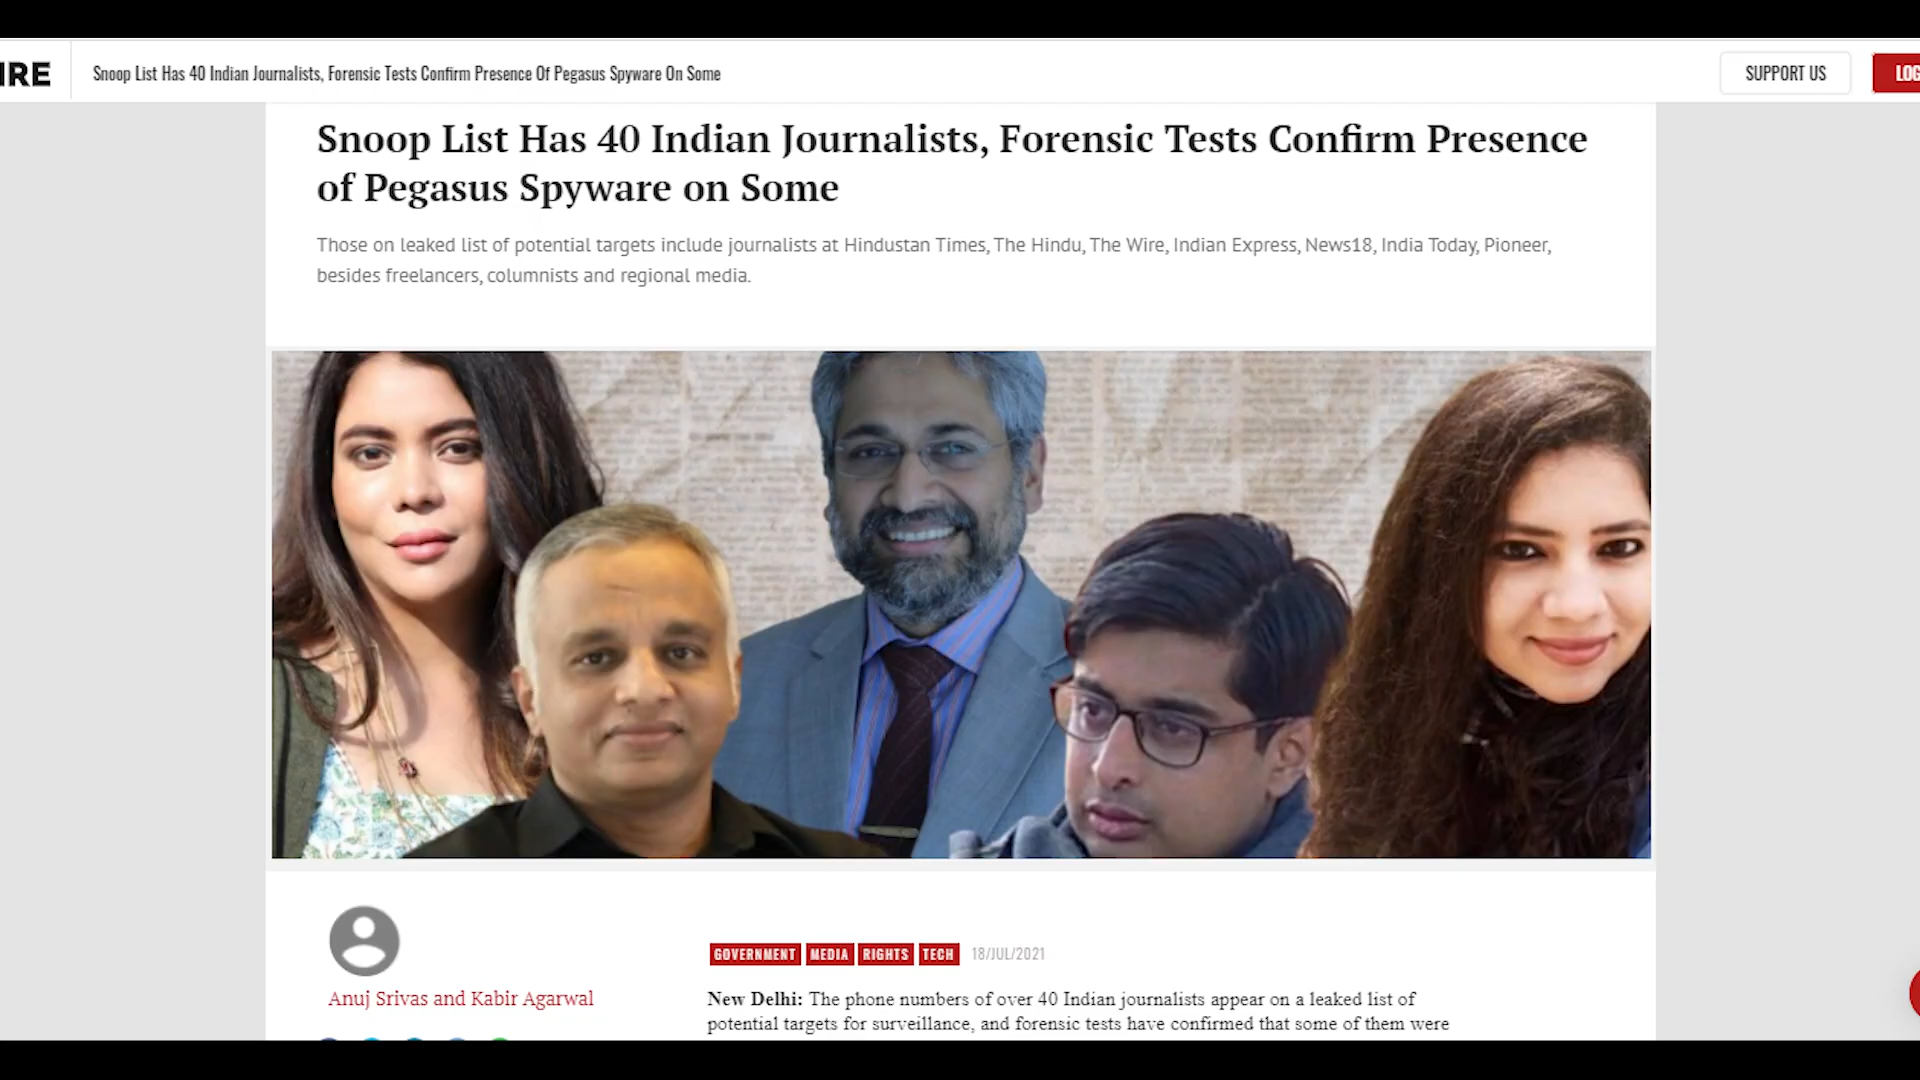 IRE
Snoop List Has 40 Indian Journalists, Forensic Tests Confirm Presence Of Pegasus Spyware On Some
SUPPORT US
LOG
Snoop List Has 40 Indian Journalists, Forensic Tests Confirm Presence
of Pegasus Spyware on Some
Those on leaked list of potential targets include journalists at Hindustan Times, The Hindu, The Wire, Indian Express, News18, India Today, Pioneer,
besides freelancers, columnists and regional media.
Anuj Srivas and Kabir Agarwal
GOVERNMENT MEDIA RIGHTS TECH 18/JUL/2021
New Delhi: The phone numbers of over 40 Indian journalists appear on a leaked list of
potential targets for surveillance, and forensic tests have confirmed that some of them were